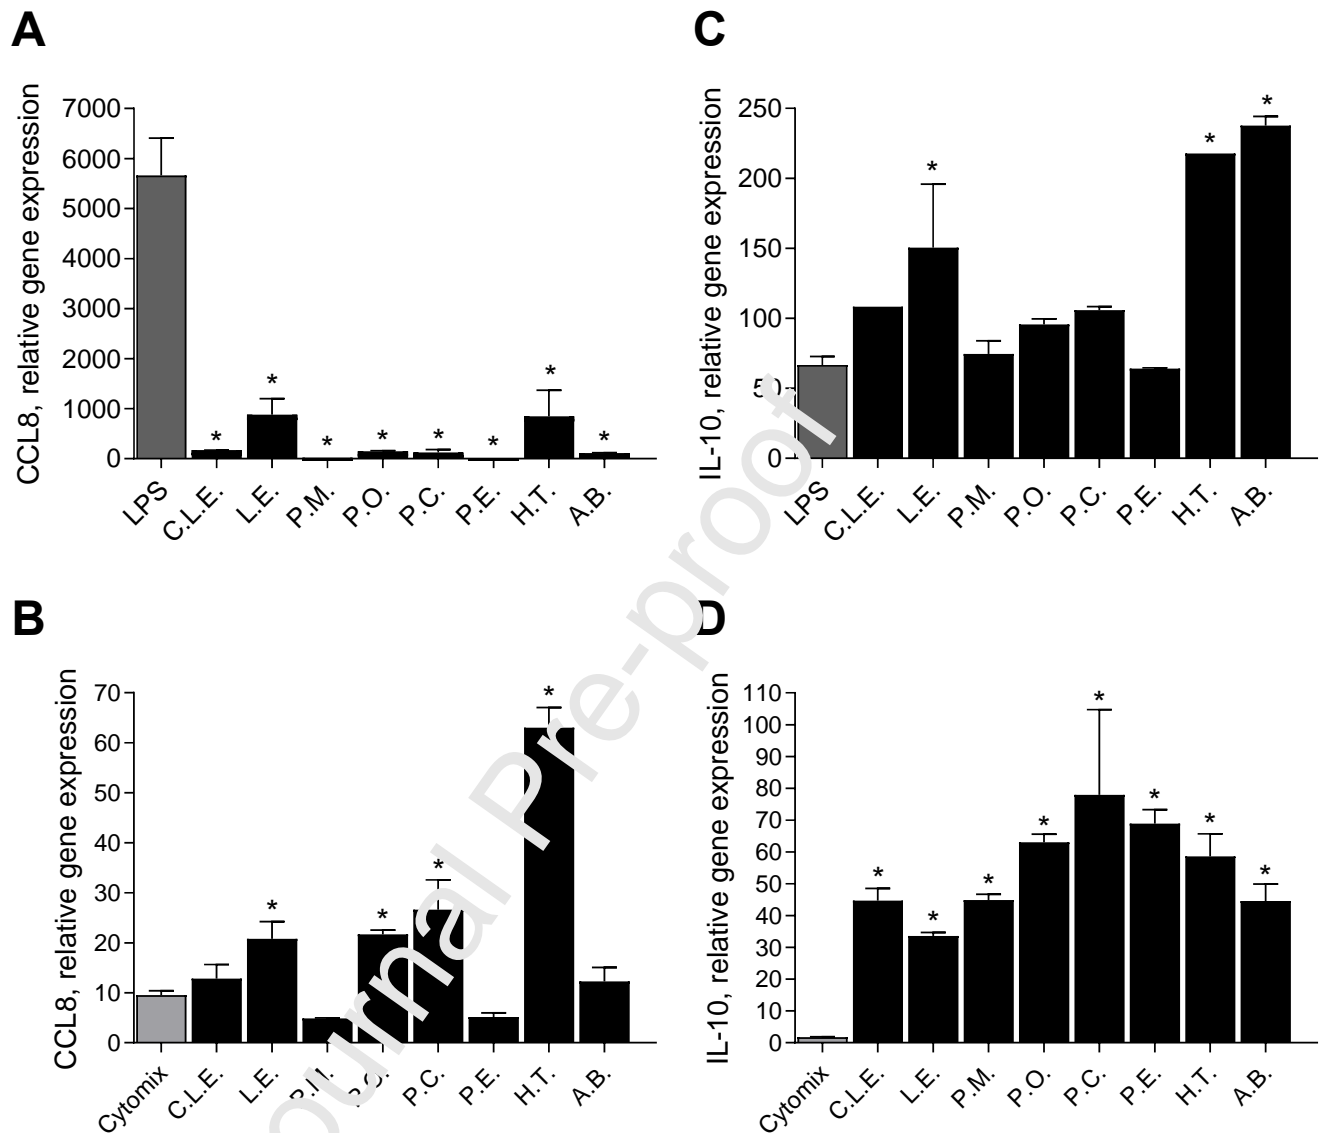 A
CCL8, relative gene expression
7000
6000
5000
4000
3000
2000
1000
0
* * * * * * * *
LPS C.L.E. L.E. P.M. P.O. P.C. P.E. H.T. A.B.
C
IL-10, relative gene expression
250
200
150
100
50
0
* * *
LPS C.L.E. L.E. P.M. P.O. P.C. P.E. H.T. A.B.
B
CCL8, relative gene expression
70
60
50
40
30
20
10
0
* * * *
Cytomix C.L.E. L.E. P.M. P.O. P.C. P.E. H.T. A.B.
D
IL-10, relative gene expression
110
100
90
80
70
60
50
40
30
20
10
0
* * * * * * * *
Cytomix C.L.E. L.E. P.M. P.O. P.C. P.E. H.T. A.B.
ournal Pre-proof